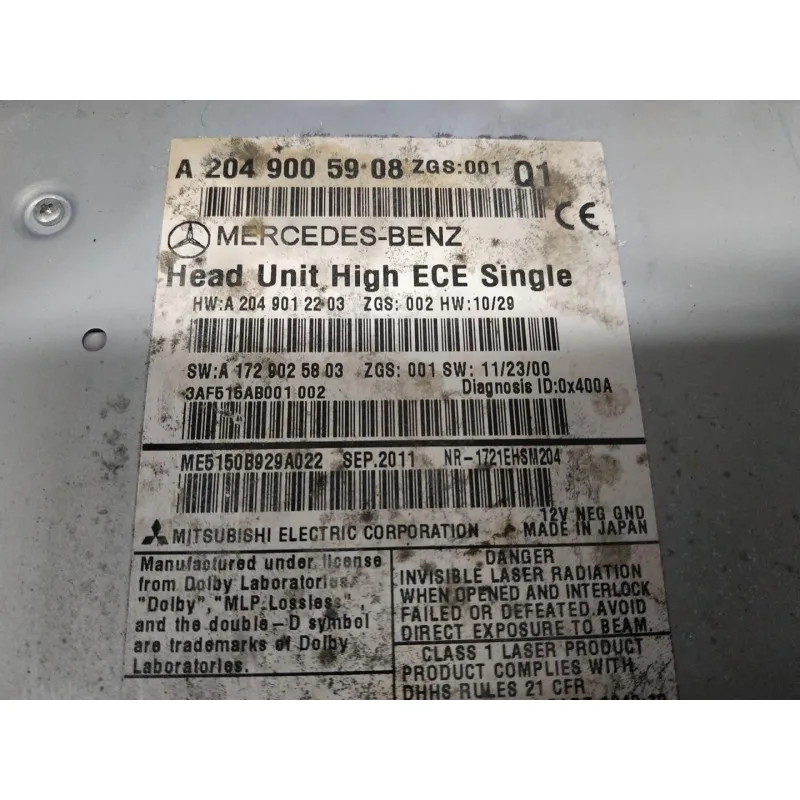 A 204 900 59 08 ZGS:001 Q1
CE
MERCEDES-BENZ
Head Unit High ECE Single
HW:A 204 901 22 03 ZGS: 002 HW:10/29
SW:A 172 902 58 03 ZGS: 001 SW: 11/23/00
3AF516AB001 002 Diagnosis ID:0x400A
ME5150B929A022 SEP.2011 NR-1721EHSM204
12V NEG GND
MITSUBISHI ELECTRIC CORPORATION MADE IN JAPAN
Manufactured under license
from Dolby Laboratories.
"Dolby","MLP Lossless",
and the double-D symbol
are trademarks of Dolby
Laboratories.
DANGER
INVISIBLE LASER RADIATION
WHEN OPENED AND INTERLOCK
FAILED OR DEFEATED.AVOID
DIRECT EXPOSURE TO BEAM.
CLASS 1 LASER PRODUCT
PRODUCT COMPLIES WITH
DHHS RULES 21 CFR